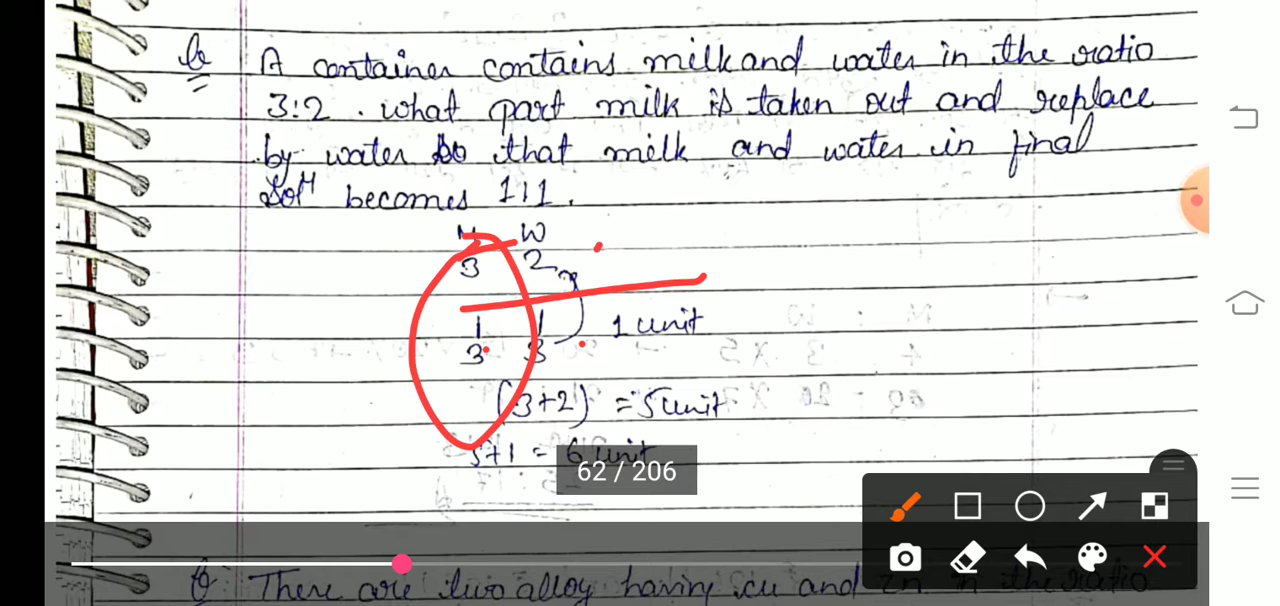 Q A container contains milk and water in the ratio
3:2. what part milk is taken out and replace
by water so that milk and water in final
solⁿ becomes 1:1.
M W
3 2
1 1 1 unit
3 3
(3+2) = 5 unit
5+1 = 6 unit
62 / 206
Q There are two alloy having cu and zn in the ratio